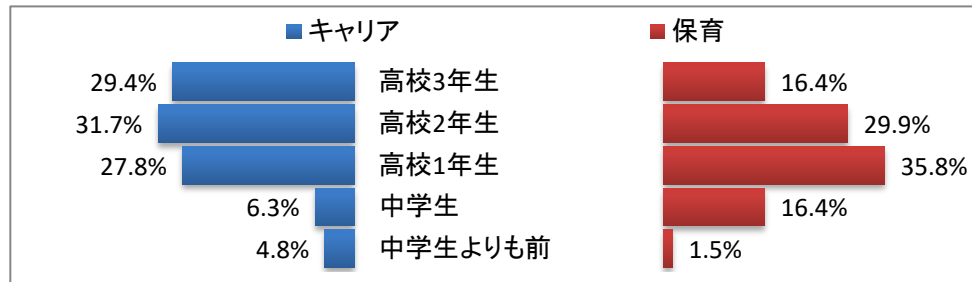 キャリア 保育
29.4% 高校3年生 16.4%
31.7% 高校2年生 29.9%
27.8% 高校1年生 35.8%
6.3% 中学生 16.4%
4.8% 中学生よりも前 1.5%